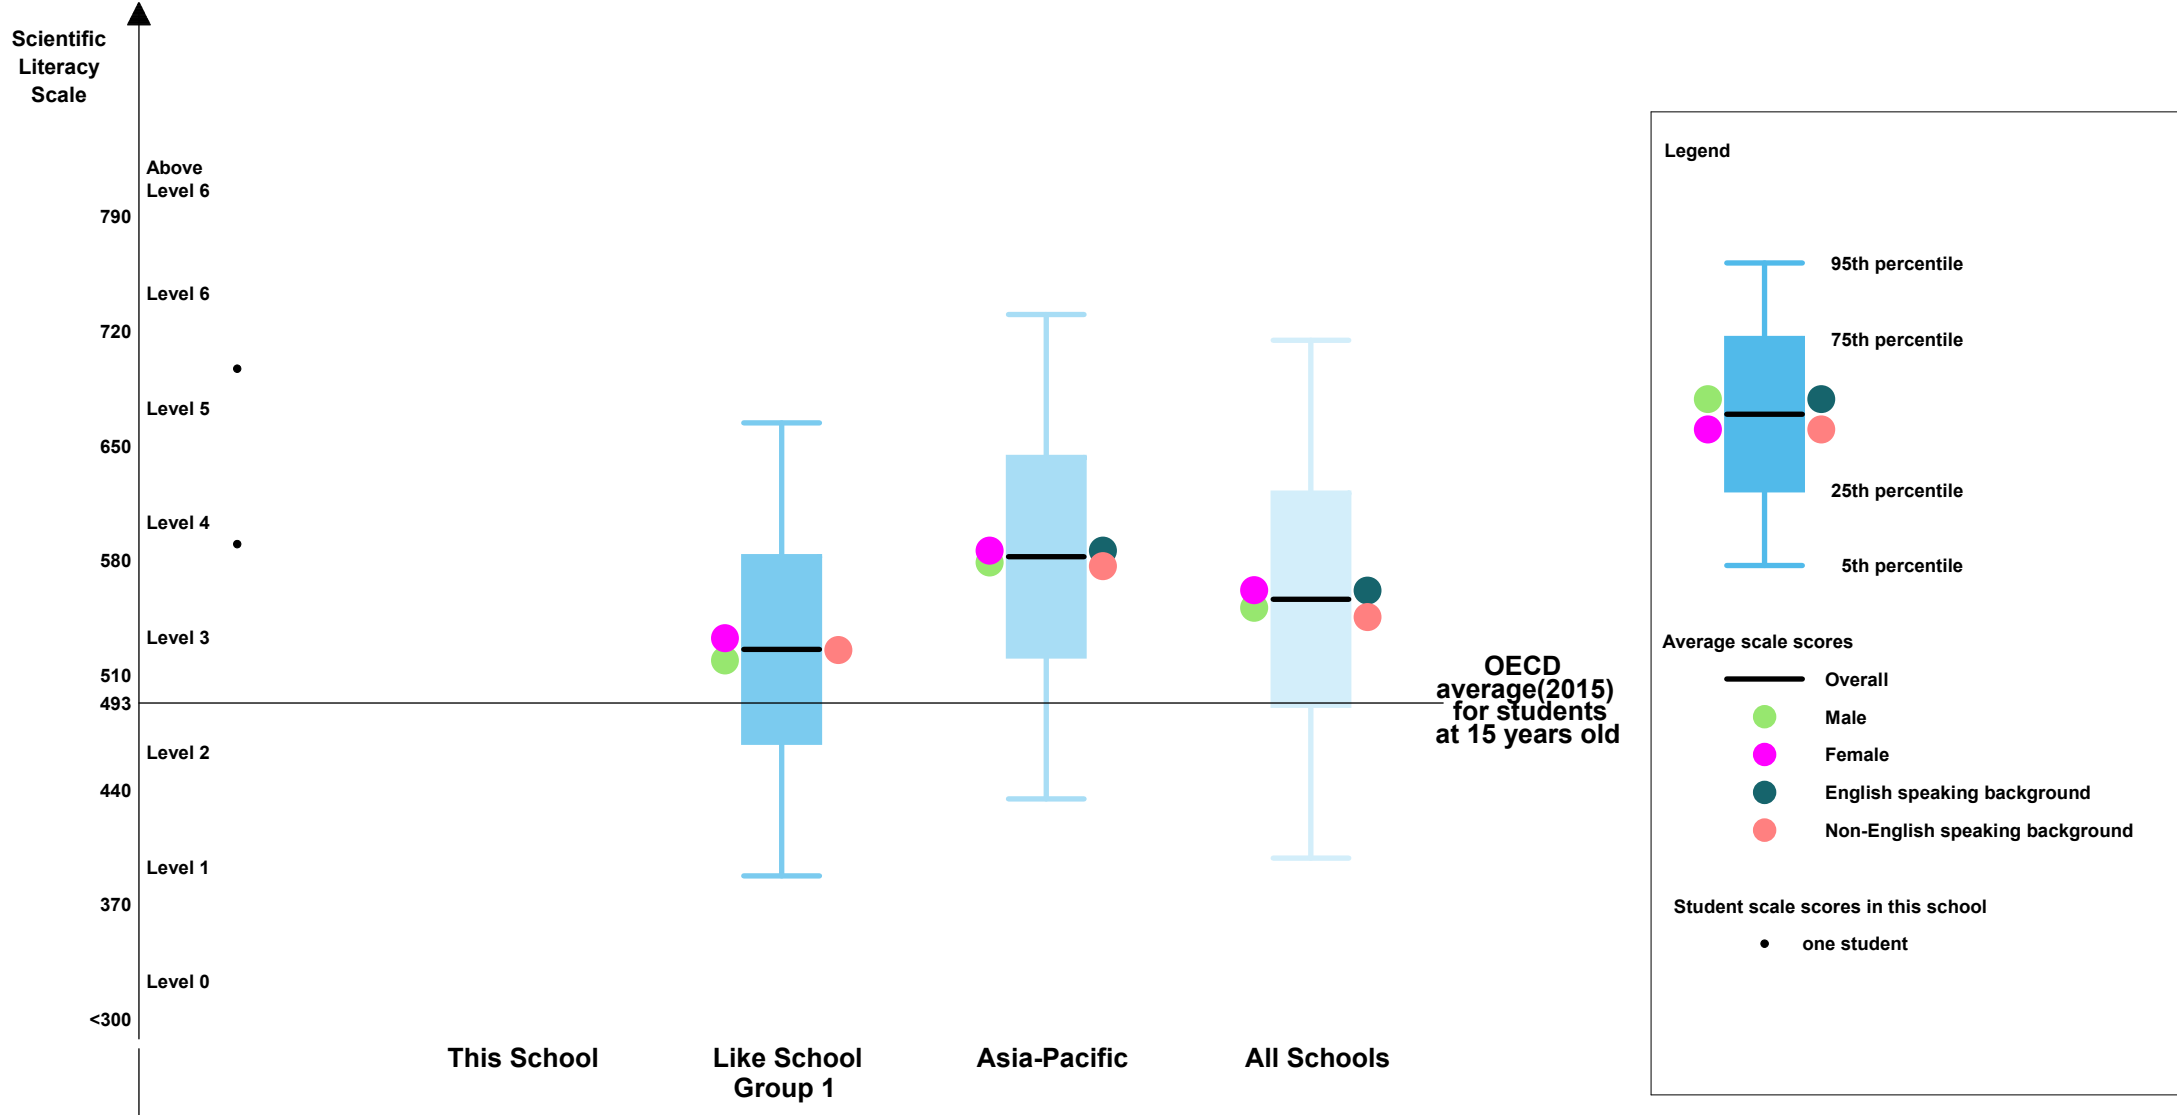 Scientific
Literacy
Scale
Above
Level 6
790
Level 6
720
Level 5
650
Level 4
580
Level 3
510
493
Level 2
440
Level 1
370
Level 0
<300
OECD
average(2015)
for students
at 15 years old
This School
Like School
Group 1
Asia-Pacific
All Schools
Legend
95th percentile
75th percentile
25th percentile
5th percentile
Average scale scores
Overall
Male
Female
English speaking background
Non-English speaking background
Student scale scores in this school
one student